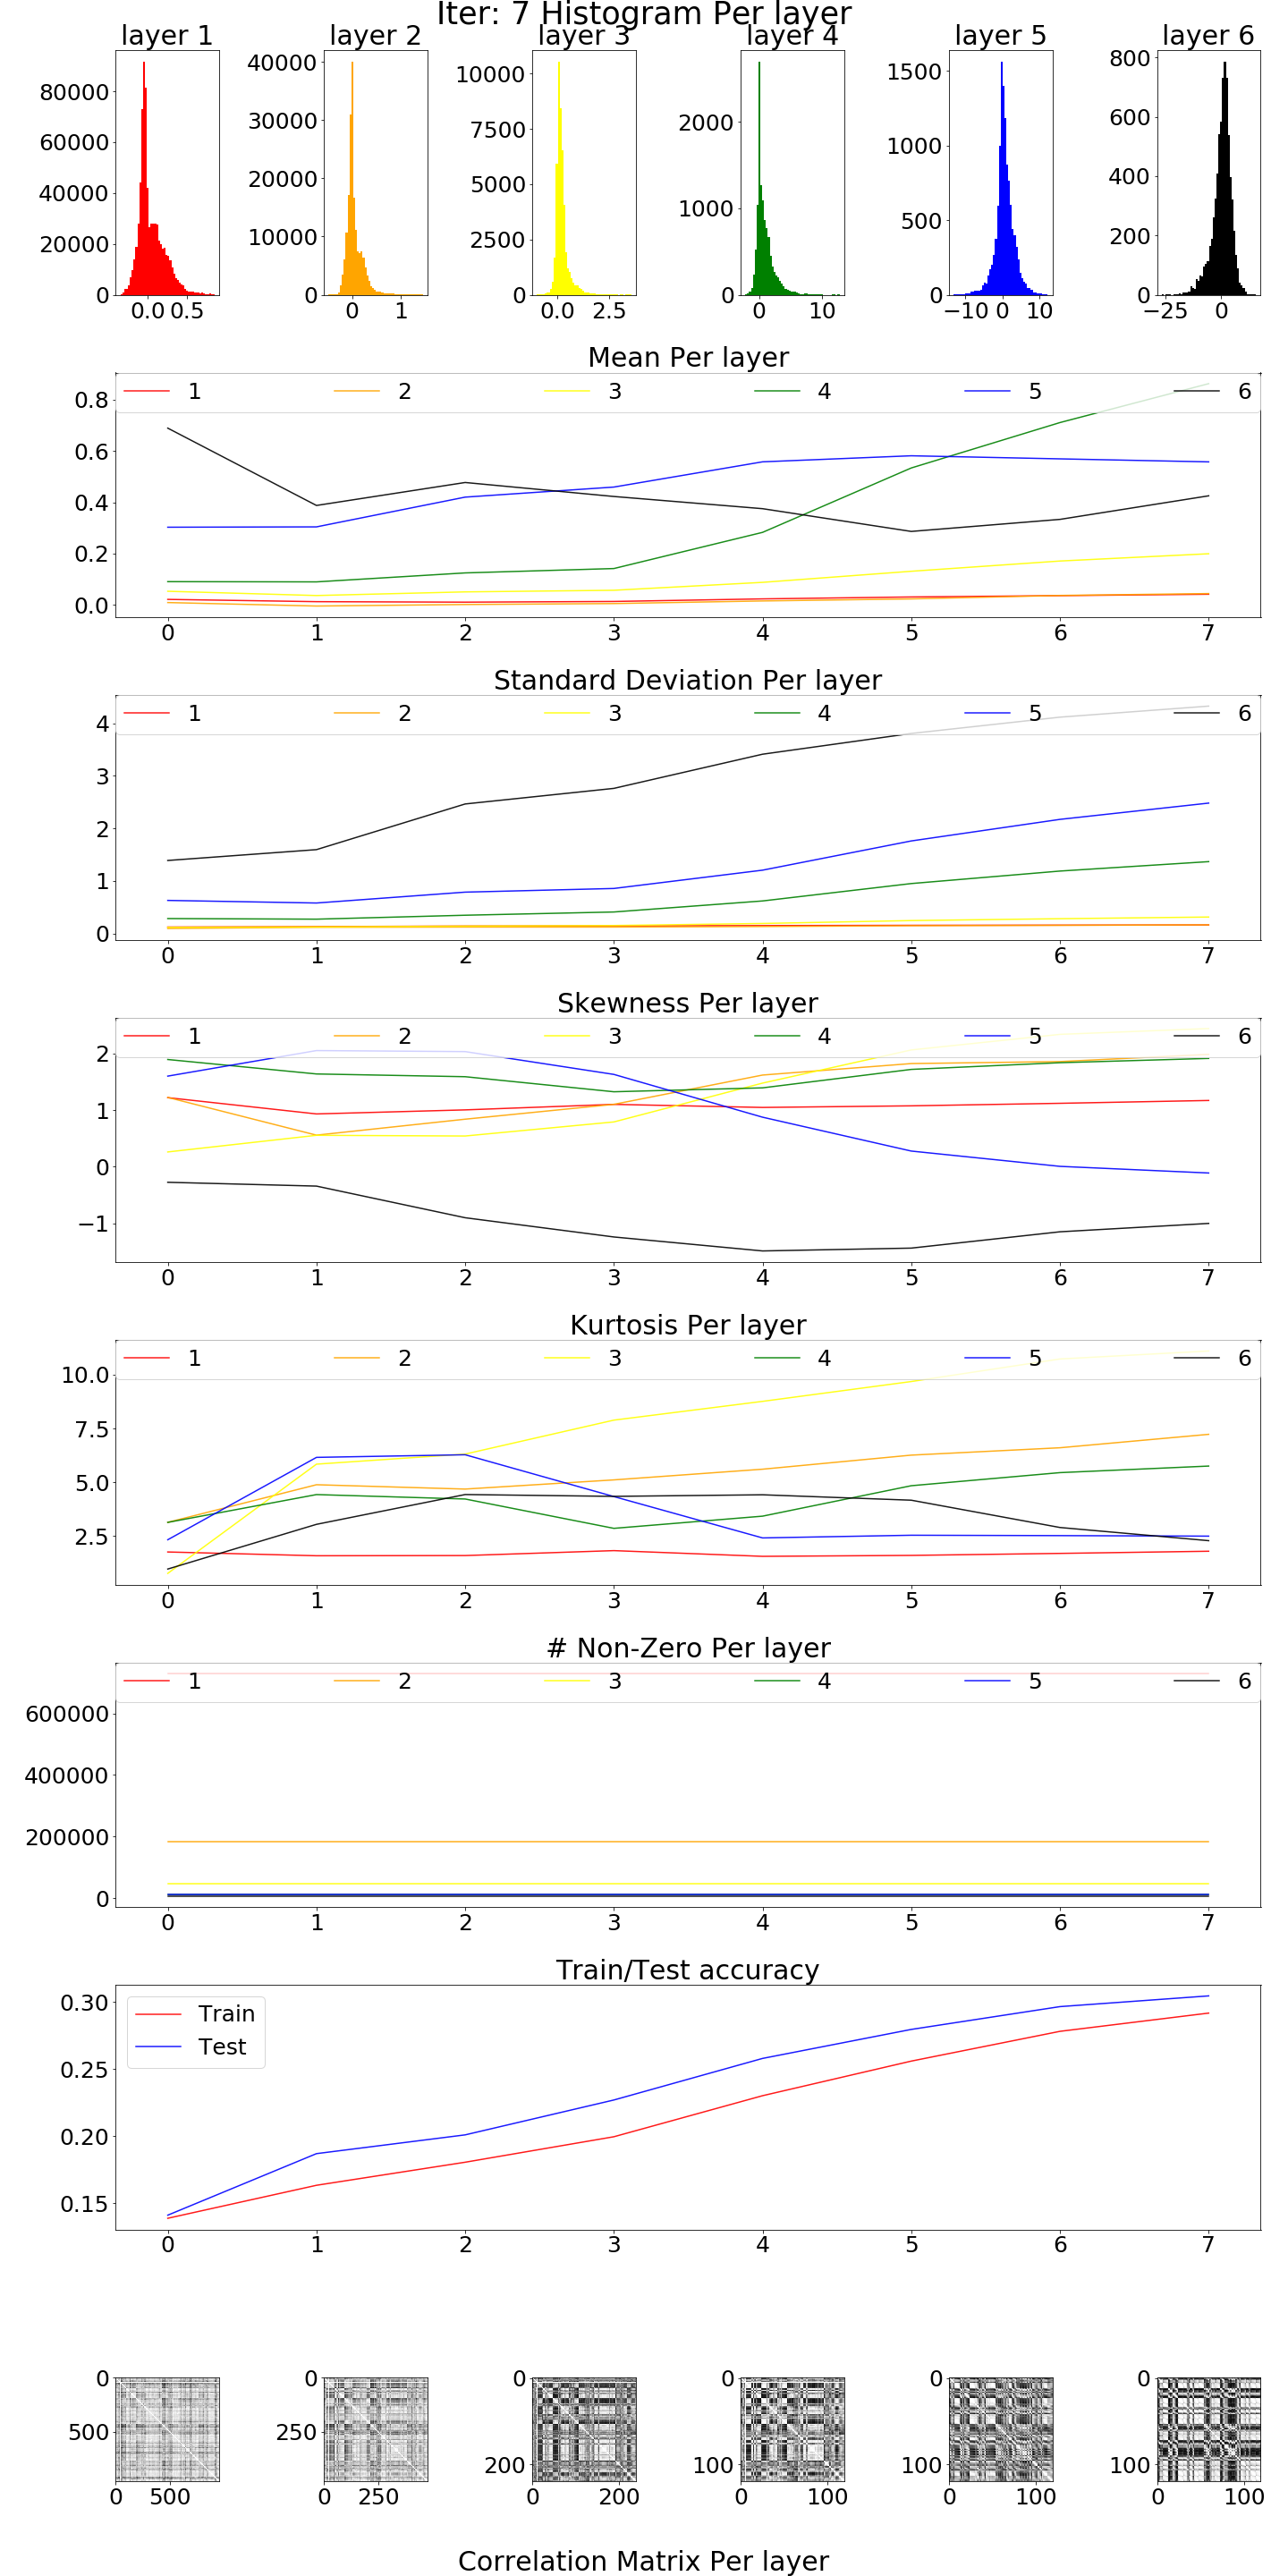 Iter: 7 Histogram Per layer
layer 1 layer 2 layer 3 layer 4 layer 5 layer 6
80000 60000 40000 20000 0
0.0 0.5
40000 30000 20000 10000 0
0 1
10000 7500 5000 2500 0
0.0 2.5
2000 1000 0
0 10
1500 1000 500 0
−10 0 10
800 600 400 200 0
−25 0
Mean Per layer
1 2 3 4 5 6
0.8
0.6
0.4
0.2
0.0
0 1 2 3 4 5 6 7
Standard Deviation Per layer
1 2 3 4 5 6
4
3
2
1
0
0 1 2 3 4 5 6 7
Skewness Per layer
1 2 3 4 5 6
2
1
0
−1
0 1 2 3 4 5 6 7
Kurtosis Per layer
1 2 3 4 5 6
10.0
7.5
5.0
2.5
0 1 2 3 4 5 6 7
# Non-Zero Per layer
1 2 3 4 5 6
600000
400000
200000
0
0 1 2 3 4 5 6 7
Train/Test accuracy
Train
Test
0.30
0.25
0.20
0.15
0 1 2 3 4 5 6 7
0 500
0 500
0 250
0 250
0 200
0 200
0 100
0 100
0 100
0 100
0 100
0 100
Correlation Matrix Per layer